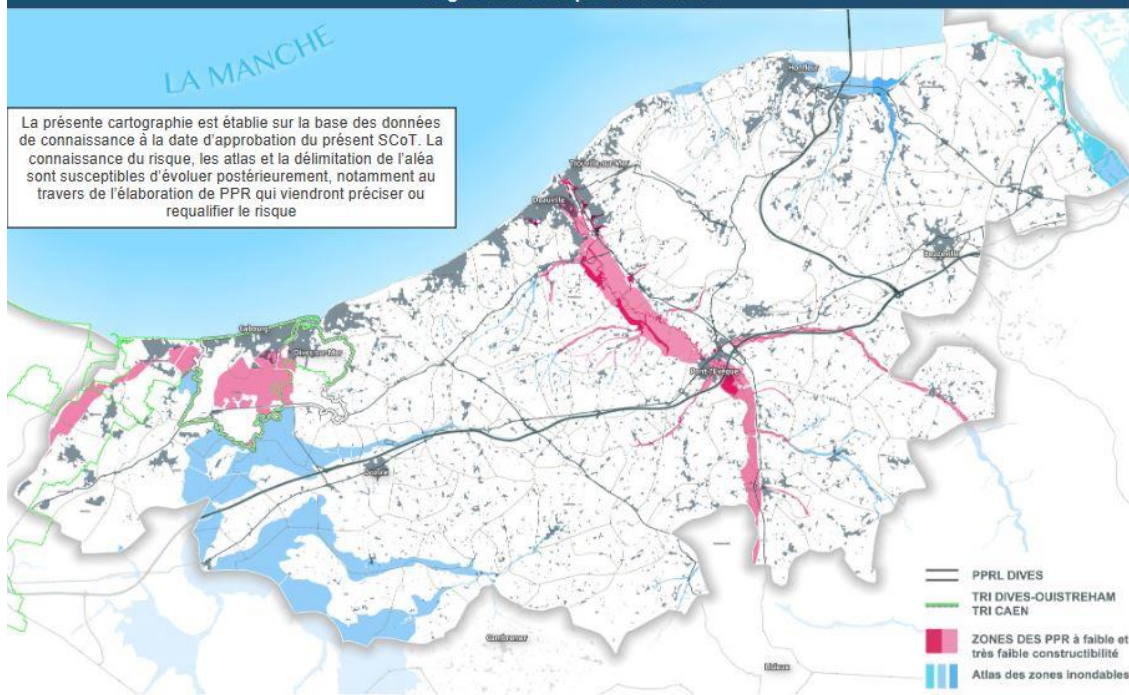 LA MANCHE
La présente cartographie est établie sur la base des données
de connaissance à la date d'approbation du présent SCoT. La
connaissance du risque, les atlas et la délimitation de l'aléa
sont susceptibles d'évoluer postérieurement, notamment au
travers de l'élaboration de PPR qui viendront préciser ou
requalifier le risque
Honfleur
Trouville-sur-Mer
Deauville
Beuzeville
Cabourg
Dives-sur-Mer
Pont-l'Evêque
Dozulé
Cambremer
Lisieux
PPRL DIVES
TRI DIVES-OUISTREHAM
TRI CAEN
ZONES DES PPR à faible et
très faible constructibilité
Atlas des zones inondables